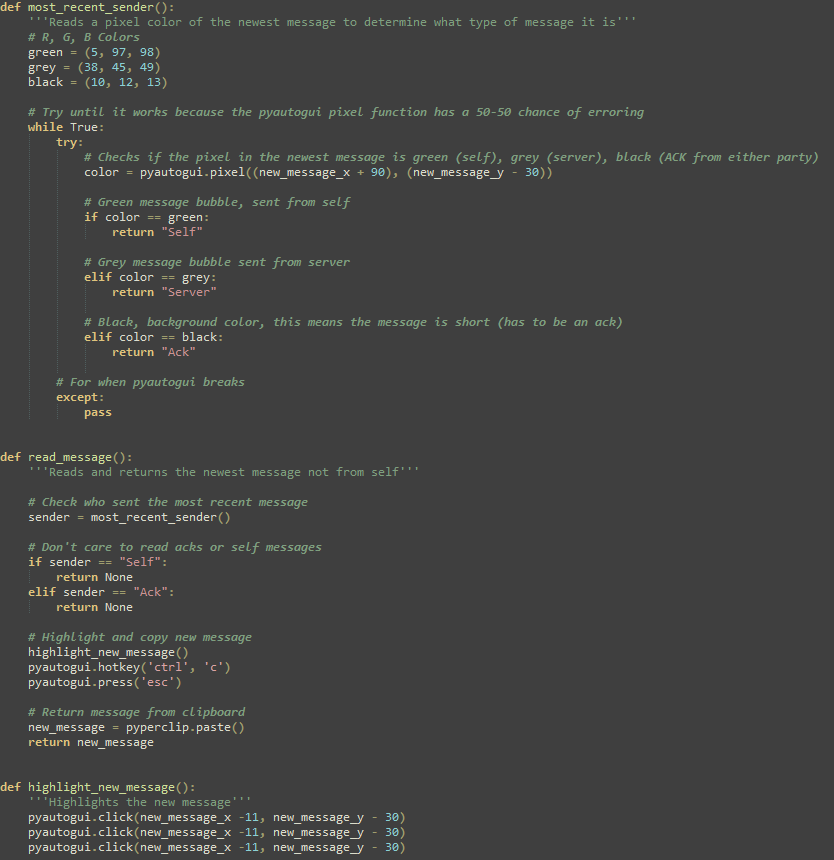 def most_recent_sender():
    '''Reads a pixel color of the newest message to determine what type of message it is'''
    # R, G, B Colors
    green = (5, 97, 98)
    grey = (38, 45, 49)
    black = (10, 12, 13)

    # Try until it works because the pyautogui pixel function has a 50-50 chance of erroring
    while True:
        try:
            # Checks if the pixel in the newest message is green (self), grey (server), black (ACK from either party)
            color = pyautogui.pixel((new_message_x + 90), (new_message_y - 30))

            # Green message bubble, sent from self
            if color == green:
                return "Self"

            # Grey message bubble sent from server
            elif color == grey:
                return "Server"

            # Black, background color, this means the message is short (has to be an ack)
            elif color == black:
                return "Ack"

        # For when pyautogui breaks
        except:
            pass


def read_message():
    '''Reads and returns the newest message not from self'''

    # Check who sent the most recent message
    sender = most_recent_sender()

    # Don't care to read acks or self messages
    if sender == "Self":
        return None
    elif sender == "Ack":
        return None

    # Highlight and copy new message
    highlight_new_message()
    pyautogui.hotkey('ctrl', 'c')
    pyautogui.press('esc')

    # Return message from clipboard
    new_message = pyperclip.paste()
    return new_message


def highlight_new_message():
    '''Highlights the new message'''
    pyautogui.click(new_message_x -11, new_message_y - 30)
    pyautogui.click(new_message_x -11, new_message_y - 30)
    pyautogui.click(new_message_x -11, new_message_y - 30)